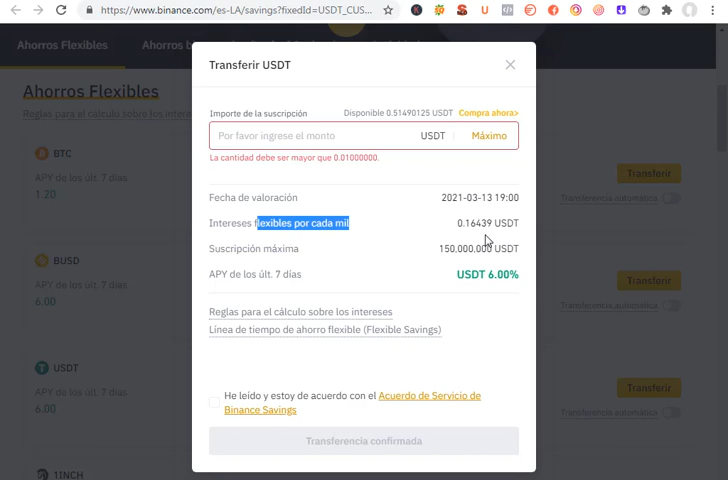 https://www.binance.com/es-LA/savings?fixedId=USDT_CUS...
Ahorros Flexibles
Ahorros b
Transferir USDT
Ahorros Flexibles
Reglas para el cálculo sobre los interes
Importe de la suscripción
Disponible 0.51490125
Compra ahora>
Por favor ingrese el monto
USDT
Máximo
La cantidad debe ser mayor que 0.01000000.
BTC
APY de los últ. 7 días
1.20
Transferir
Transferencia automática
Fecha de valoración
2021-03-13 19:00
Intereses flexibles por cada mil
0.16439 USDT
Suscripción máxima
150,000,000 USDT
APY de los últ. 7 días
USDT 6.00%
BUSD
APY de los últ. 7 días
6.00
Transferir
Transferencia automática
Reglas para el cálculo sobre los intereses
Línea de tiempo de ahorro flexible (Flexible Savings)
USDT
APY de los últ. 7 días
6.00
Transferir
Transferencia automática
He leído y estoy de acuerdo con el Acuerdo de Servicio de
Binance Savings
Transferencia confirmada
1INCH